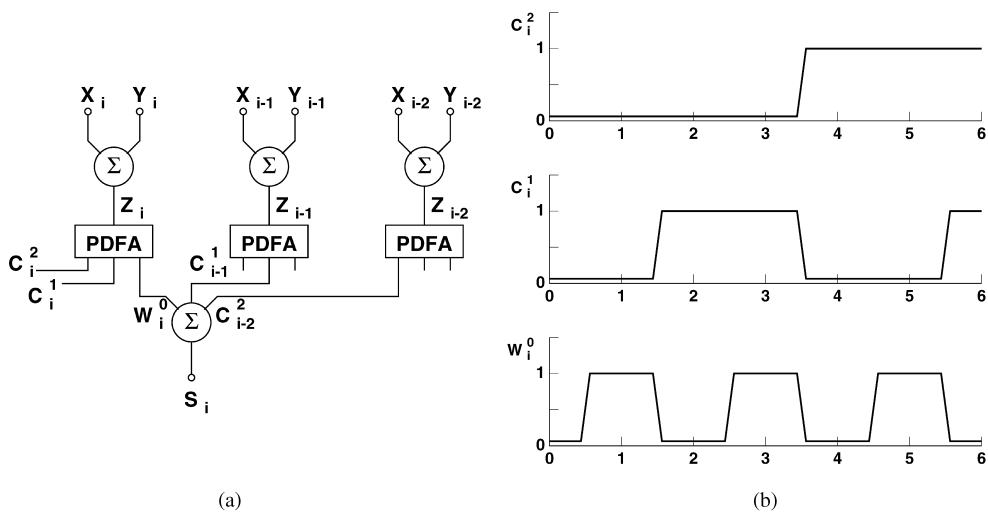 X i Y i X i-1 Y i-1 X i-2 Y i-2
Σ Σ Σ
Z i Z i-1 Z i-2
PDFA PDFA PDFA
C i 2
C i 1
C i-1 1
W i 0
Σ
C i-2 2
S i
(a)
C i 2
1
0
0 1 2 3 4 5 6
C i 1
1
0
0 1 2 3 4 5 6
W i 0
1
0
0 1 2 3 4 5 6
(b)